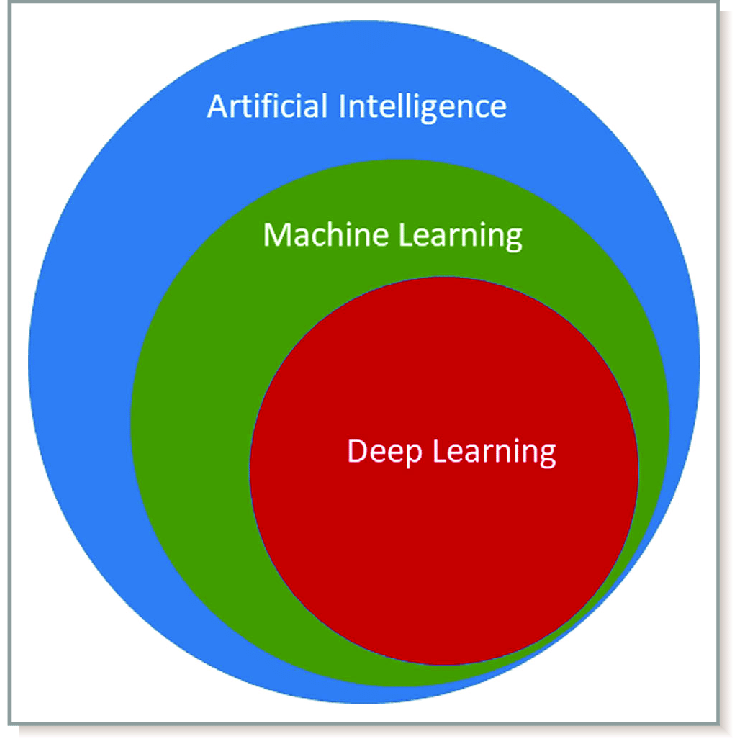 Artificial Intelligence
Machine Learning
Deep Learning